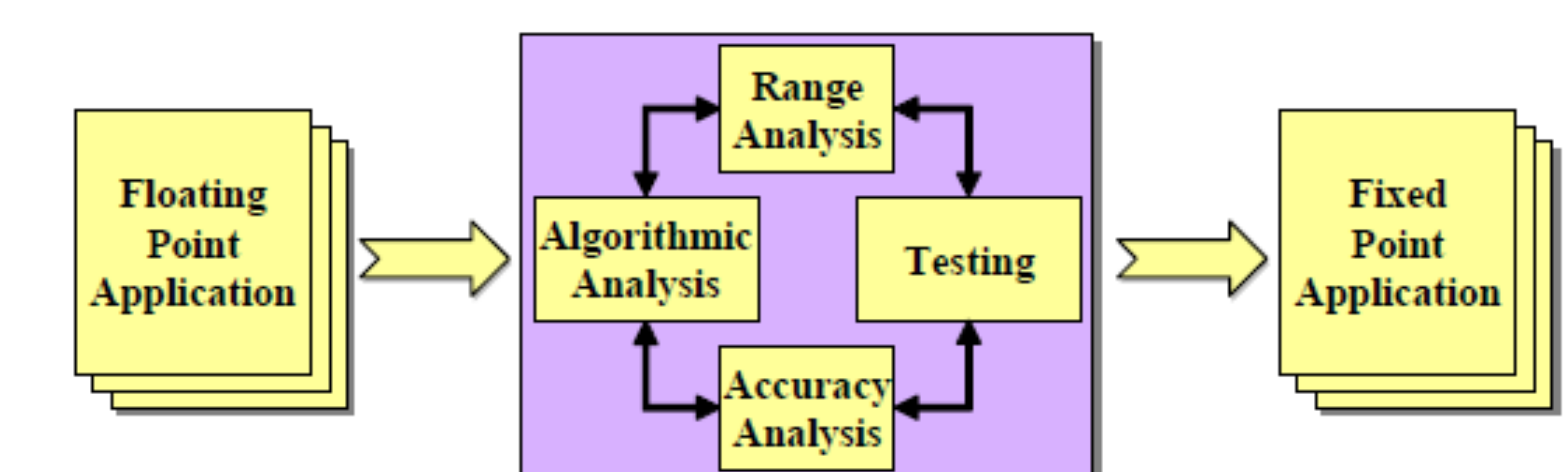 Floating
Point
Application
Range
Analysis
Algorithmic
Analysis
Testing
Accuracy
Analysis
Fixed
Point
Application